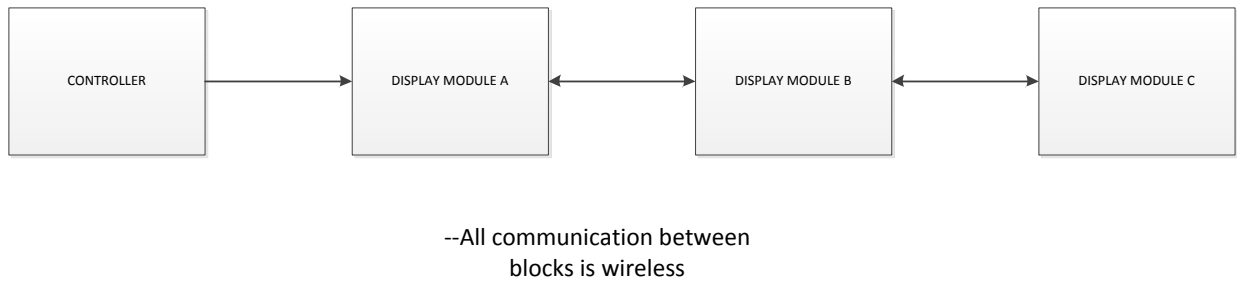 CONTROLLER
DISPLAY MODULE A
DISPLAY MODULE B
DISPLAY MODULE C
--All communication between
blocks is wireless